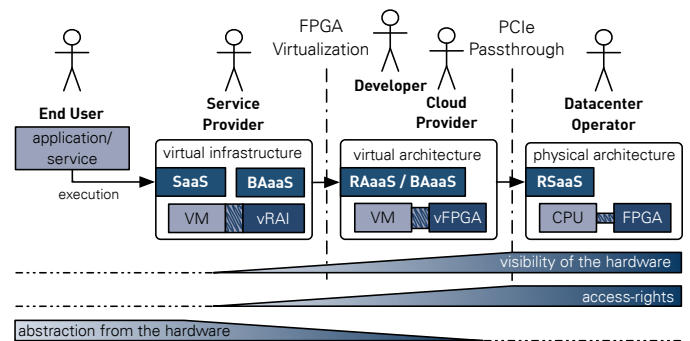 FPGA
Virtualization
PCIe
Passthrough
Developer
End User
Service
Provider
Cloud
Provider
Datacenter
Operator
application/
service
execution
virtual infrastructure
SaaS
BAaaS
VM
vRAI
virtual architecture
RAaaS / BAaaS
VM
vFPGA
physical architecture
RSaaS
CPU
FPGA
visibility of the hardware
access-rights
abstraction from the hardware